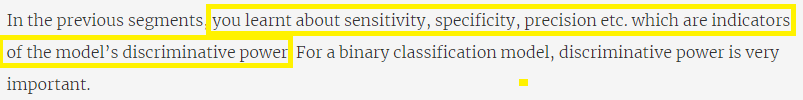 In the previous segments, you learnt about sensitivity, specificity, precision etc. which are indicators
of the model's discriminative power For a binary classification model, discriminative power is very
important.